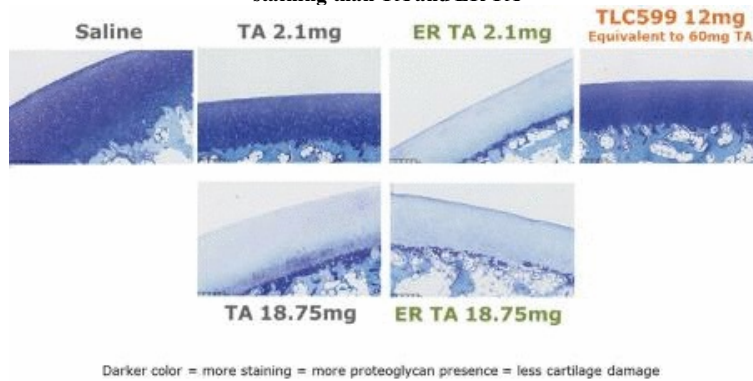 Saline
TA 2.1mg
ER TA 2.1mg
TLC599 12mg
Equivalent to 60mg TA
TA 18.75mg
ER TA 18.75mg
Darker color = more staining = more proteoglycan presence = less cartilage damage